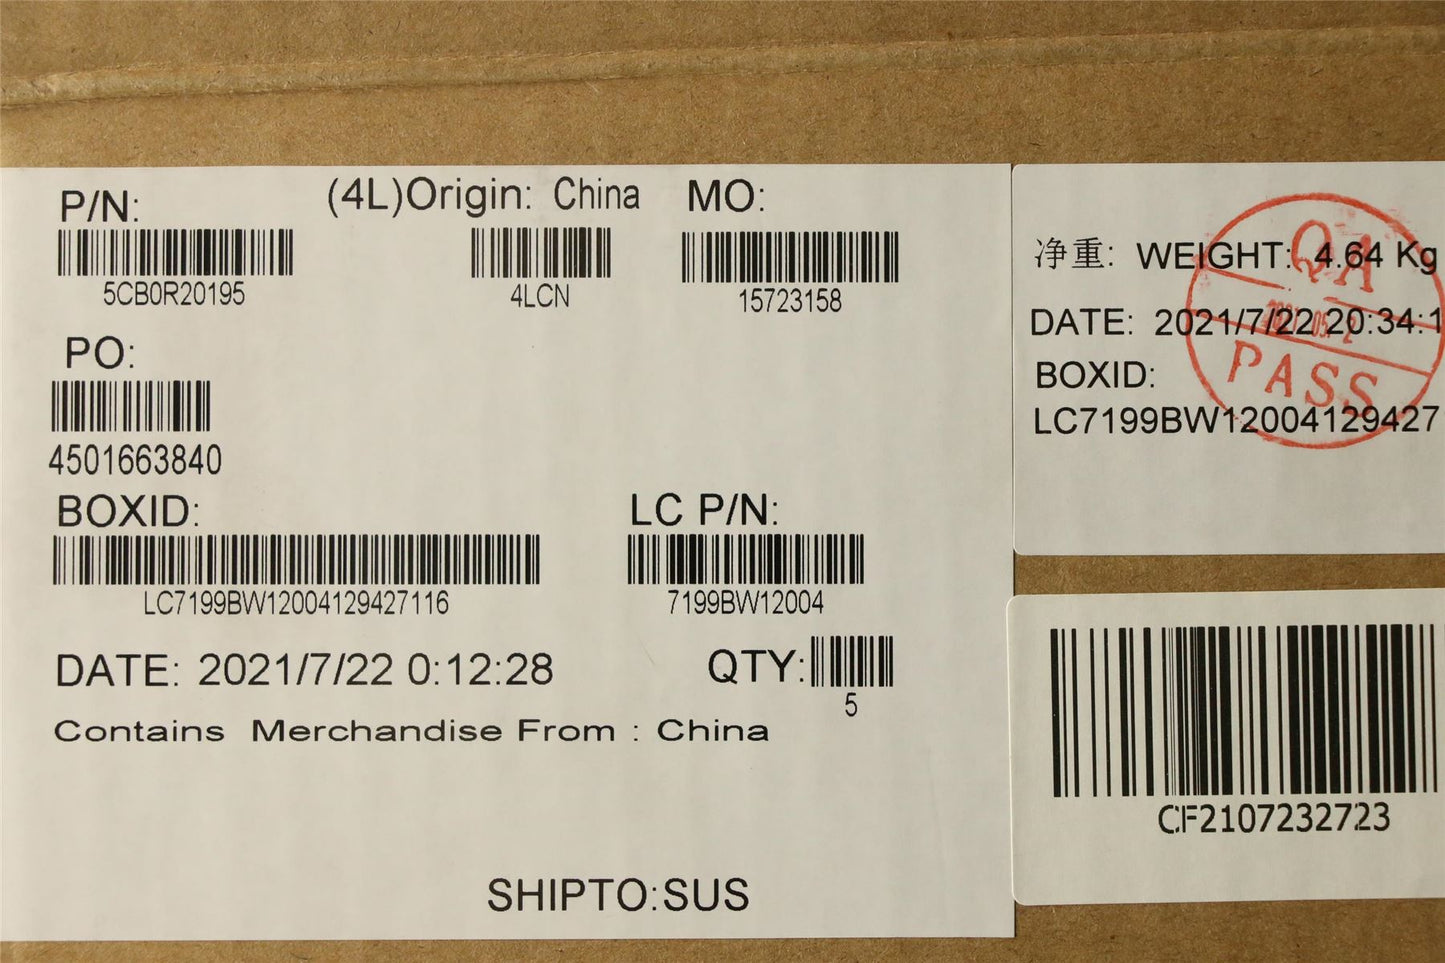 P/N:
(4L)Origin: China
MO:
5CB0R20195
4LCN
15723158
PO:
4501663840
BOXID:
LC P/N:
LC7199BW12004129427116
7199BW12004
DATE: 2021/7/22 0:12:28
QTY:
5
Contains Merchandise From : China
SHIPTO:SUS
净重: WEIGHT: 4.64 Kg
DATE: 2021/7/22 20:34:1
BOXID:
LC7199BW12004129427
QA
PASS
CF2107232723